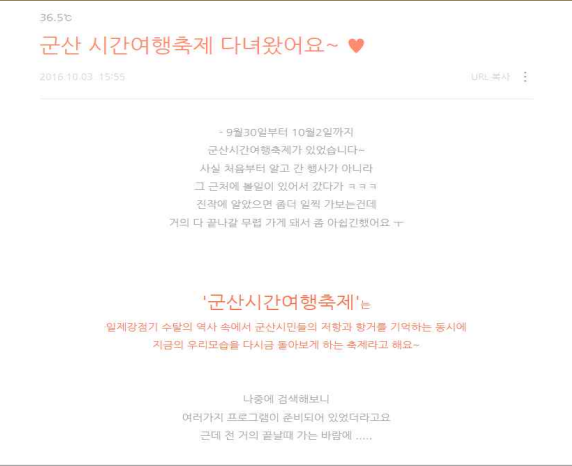 36.5℃
군산 시간여행축제 다녀왔어요~ ♥
2016.10.03 15:55
URL 복사
- 9월30일부터 10월2일까지
군산시간여행축제가 있었습니다~
사실 처음부터 알고 간 행사가 아니라
그 근처에 볼일이 있어서 갔다가 ㅋㅋㅋ
진작에 알았으면 좀더 일찍 가보는건데
거의 다 끝나갈 무렵 가게 돼서 좀 아쉽긴했어요 ㅜ
'군산시간여행축제'는
일제강점기 수탈의 역사 속에서 군산시민들의 저항과 항거를 기억하는 동시에
지금의 우리모습을 다시금 돌아보게 하는 축제라고 해요~
나중에 검색해보니
여러가지 프로그램이 준비되어 있었더라고요
근데 전 거의 끝날때 가는 바람에 .....